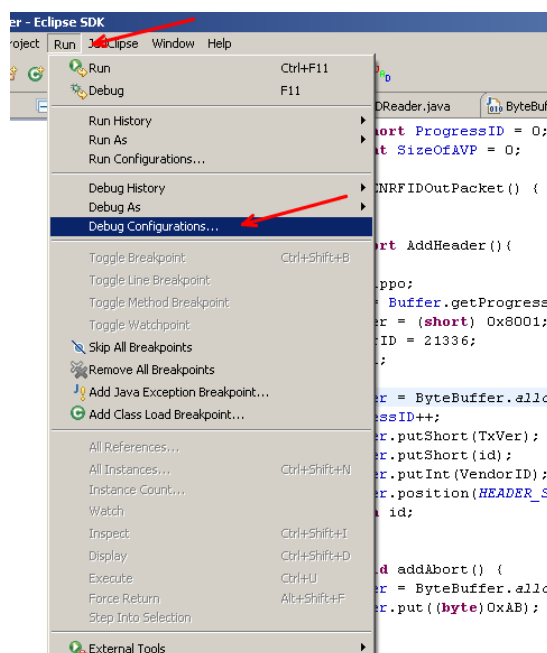 er - Eclipse SDK
roject Run JadClipse Window Help
Run Ctrl+F11
Debug F11
Run History
Run As
Run Configurations...
Debug History
Debug As
Debug Configurations...
Toggle Breakpoint Ctrl+Shift+B
Toggle Line Breakpoint
Toggle Method Breakpoint
Toggle Watchpoint
Skip All Breakpoints
Remove All Breakpoints
Add Java Exception Breakpoint...
Add Class Load Breakpoint...
All References...
All Instances... Ctrl+Shift+N
Instance Count...
Watch
Inspect Ctrl+Shift+I
Display Ctrl+Shift+D
Execute Ctrl+U
Force Return Alt+Shift+F
Step Into Selection
External Tools
DReader.java ByteBuf
ort ProgressID = 0;
nt SizeOfAVP = 0;
ENRFIDOutPacket() {
ort AddHeader(){
ppo;
= Buffer.getProgress
er = (short) 0x8001;
rID = 21336;
;
er = ByteBuffer.allo
essID++;
er.putShort(TxVer);
er.putShort(id);
er.putInt(VendorID);
er.position(HEADER_S
n id;
d addAbort() {
er = ByteBuffer.allo
er.put((byte)0xAB);